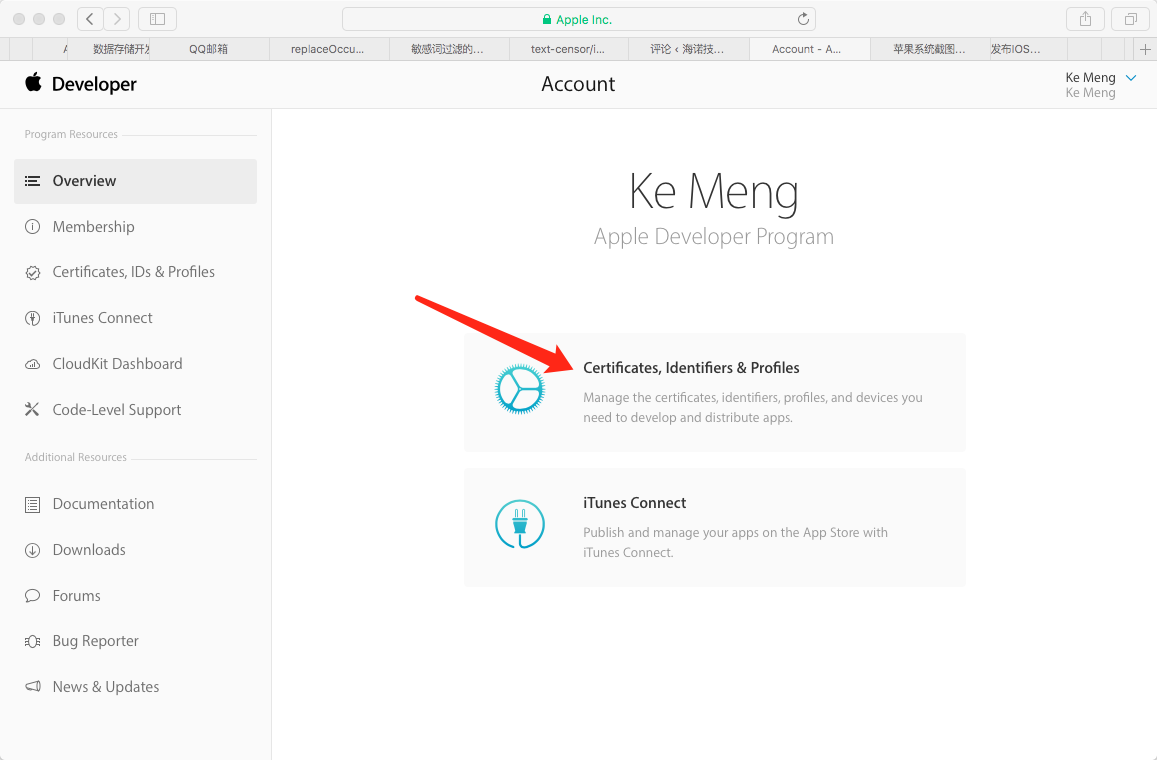 Apple Inc.
数据存储开发
QQ邮箱
replaceOccu...
敏感词过滤的...
text-censor/i...
评论 ‹ 海诺技...
Account - A...
苹果系统截图...
发布IOS...
Developer
Account
Ke Meng
Ke Meng
Program Resources
Overview
Membership
Certificates, IDs & Profiles
iTunes Connect
CloudKit Dashboard
Code-Level Support
Additional Resources
Documentation
Downloads
Forums
Bug Reporter
News & Updates
Ke Meng
Apple Developer Program
Certificates, Identifiers & Profiles
Manage the certificates, identifiers, profiles, and devices you
need to develop and distribute apps.
iTunes Connect
Publish and manage your apps on the App Store with
iTunes Connect.